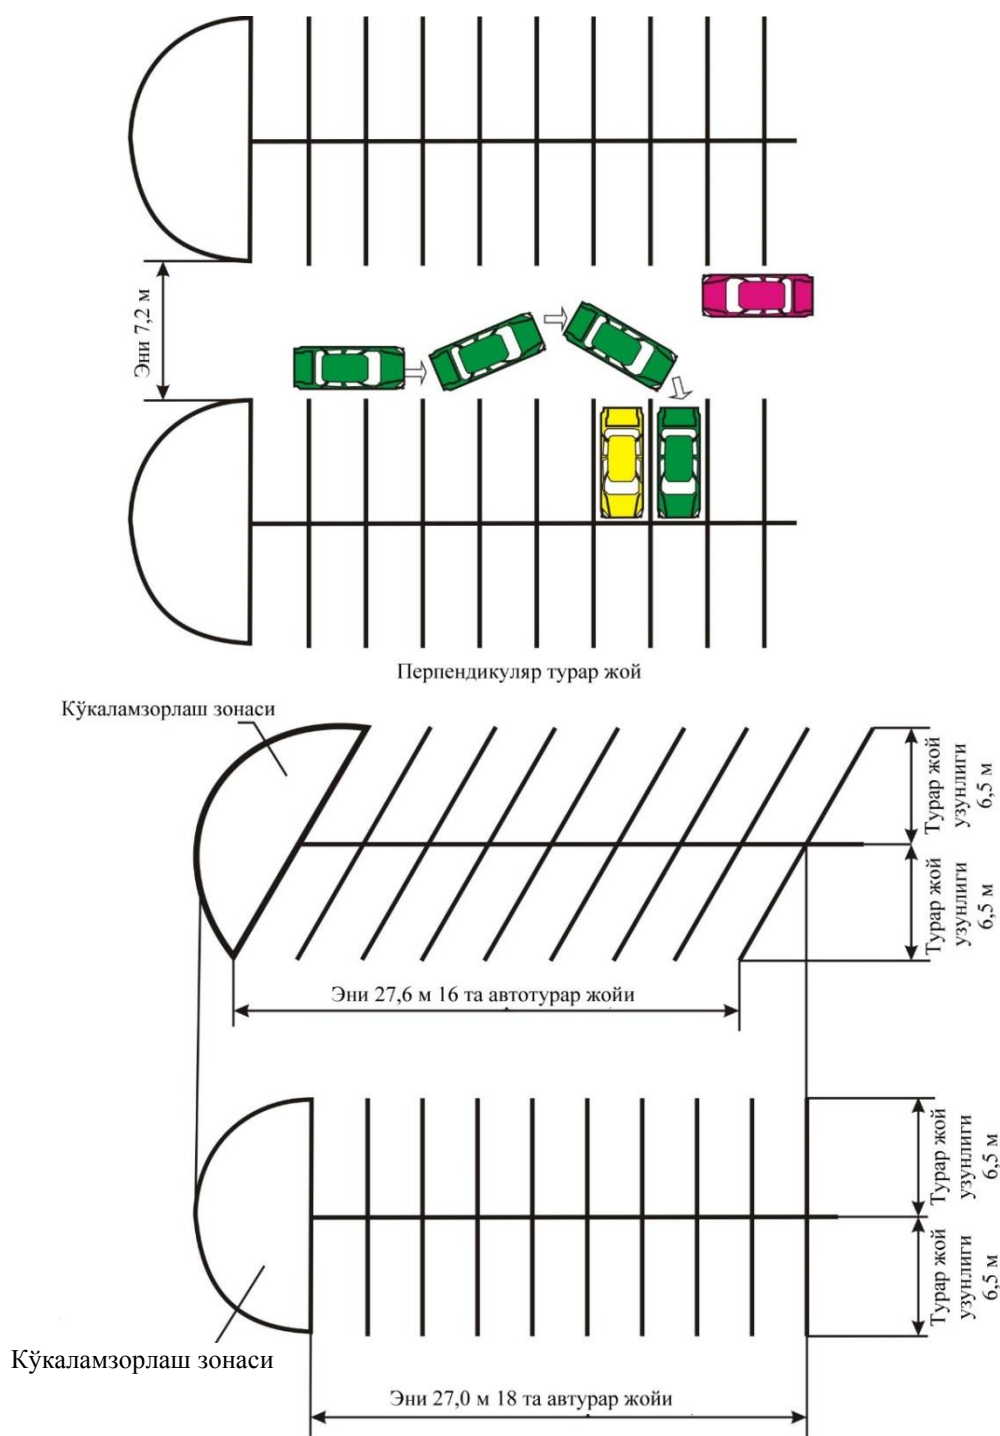 Эни 7,2 м
Перпендикуляр турар жой
Кўкаламзорлаш зонаси
Турар жой
узунлиги
6,5 м
Турар жой
узунлиги
6,5 м
Эни 27,6 м 16 та автотурар жойи
Турар жой
узунлиги
6,5 м
Турар жой
узунлиги
6,5 м
Кўкаламзорлаш зонаси
Эни 27,0 м 18 та автурар жойи